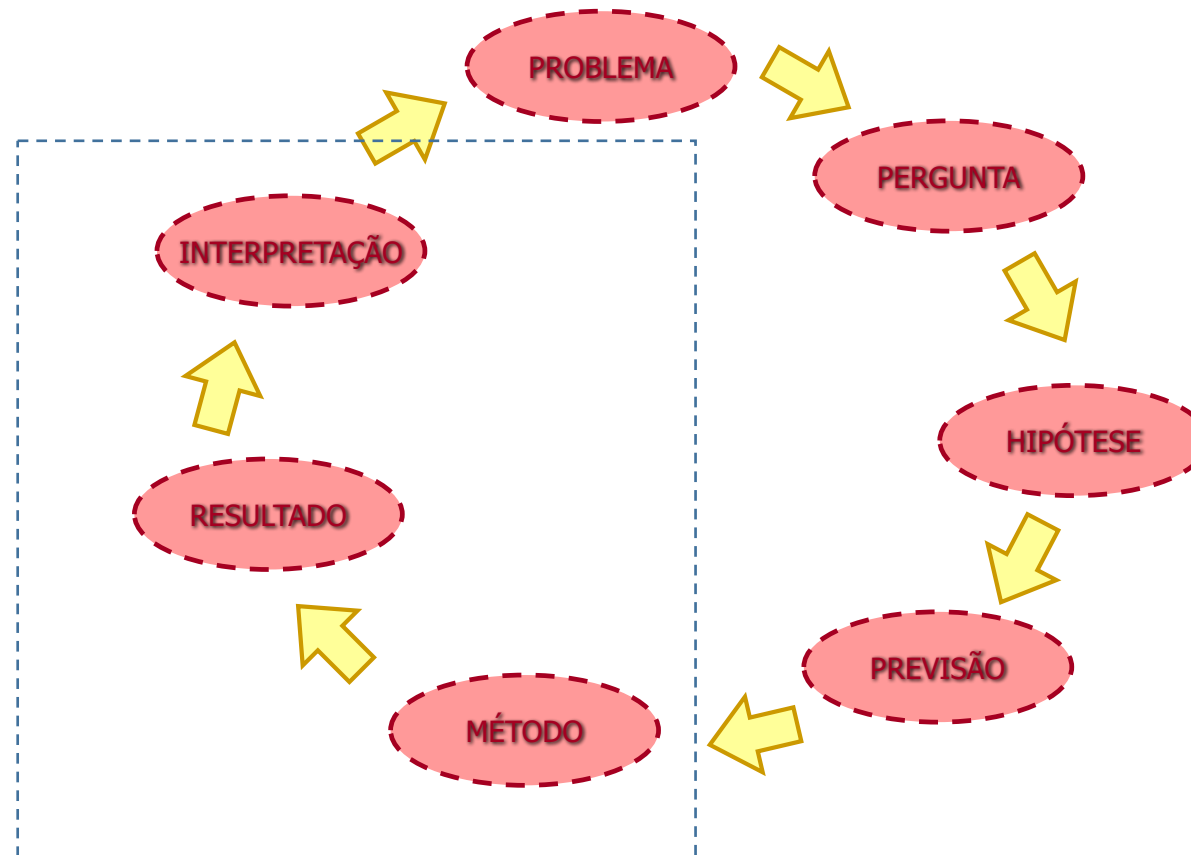 PROBLEMA
PERGUNTA
HIPÓTESE
PREVISÃO
MÉTODO
RESULTADO
INTERPRETAÇÃO